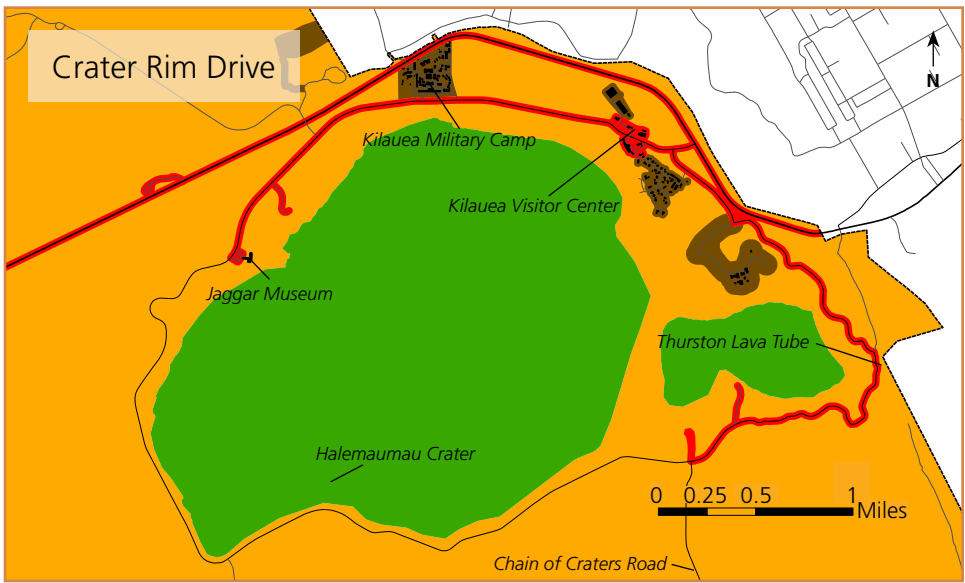 Crater Rim Drive
N
Kilauea Military Camp
Kilauea Visitor Center
Jaggar Museum
Thurston Lava Tube
Halemaumau Crater
0 0.25 0.5 1
Miles
Chain of Craters Road